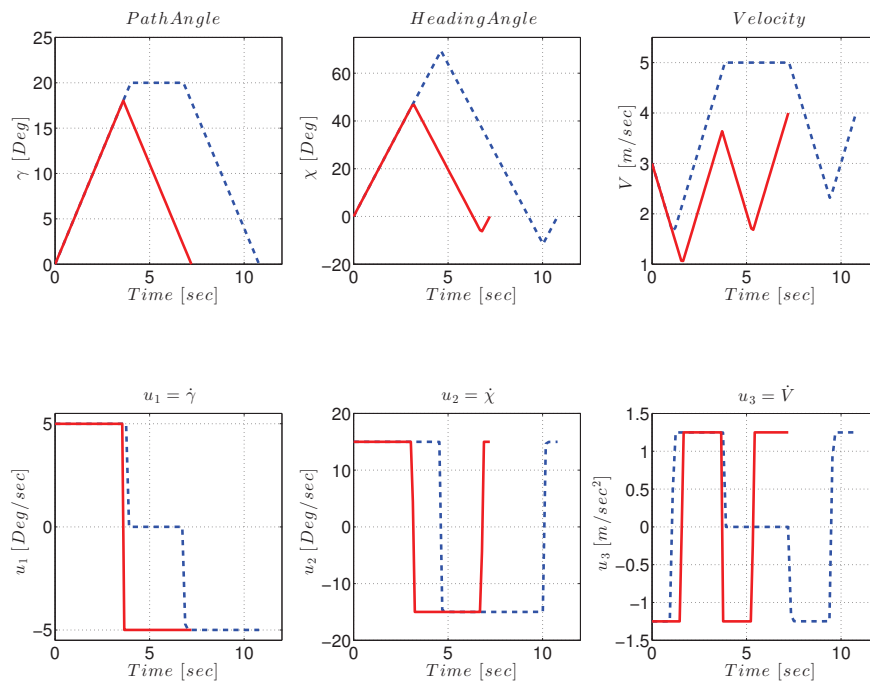 PathAngle
HeadingAngle
Velocity
25
20
15
10
5
0
γ [Deg]
0
5
10
Time [sec]
60
40
20
0
−20
χ [Deg]
0
5
10
Time [sec]
5
4
3
2
1
V [m/sec]
0
5
10
Time [sec]
u₁ = γ̇
u₂ = χ̇
u₃ = V̇
5
0
−5
u₁ [Deg/sec]
0
5
10
Time [sec]
20
15
10
5
0
−5
−10
−15
−20
u₂ [Deg/sec]
0
5
10
Time [sec]
1.5
1
0.5
0
−0.5
−1
−1.5
u₃ [m/sec²]
0
5
10
Time [sec]